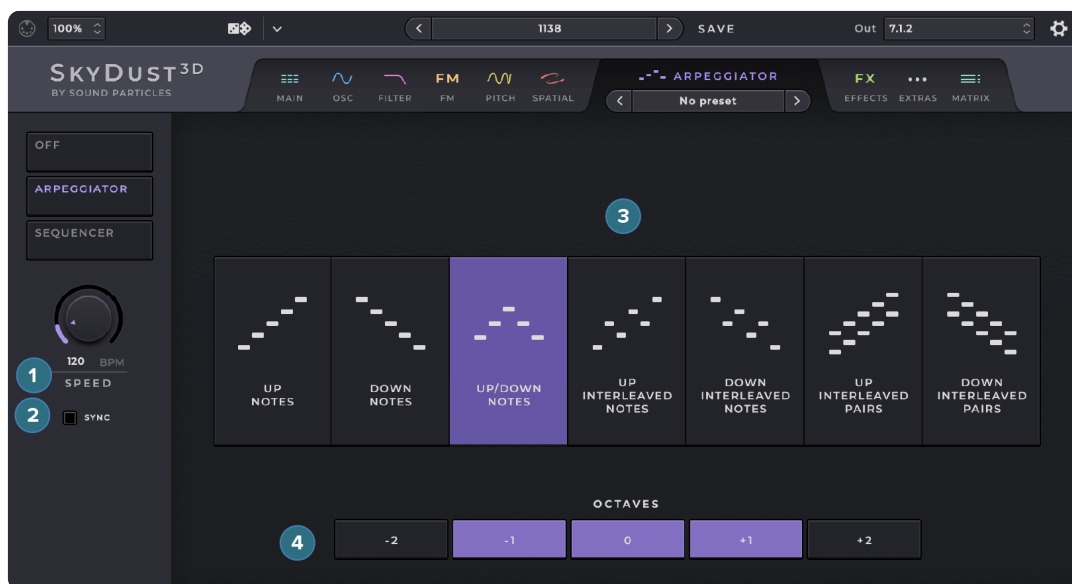 100%
1138
SAVE
Out 7.1.2
SKYDUST 3D
BY SOUND PARTICLES
MAIN
OSC
FILTER
FM
FM
PITCH
SPATIAL
ARPEGGIATOR
No preset
FX
EFFECTS
EXTRAS
MATRIX
OFF
ARPEGGIATOR
SEQUENCER
120 BPM
1
SPEED
2
SYNC
3
UP
NOTES
DOWN
NOTES
UP/DOWN
NOTES
UP
INTERLEAVED
NOTES
DOWN
INTERLEAVED
NOTES
UP
INTERLEAVED
PAIRS
DOWN
INTERLEAVED
PAIRS
OCTAVES
4
-2
-1
0
+1
+2